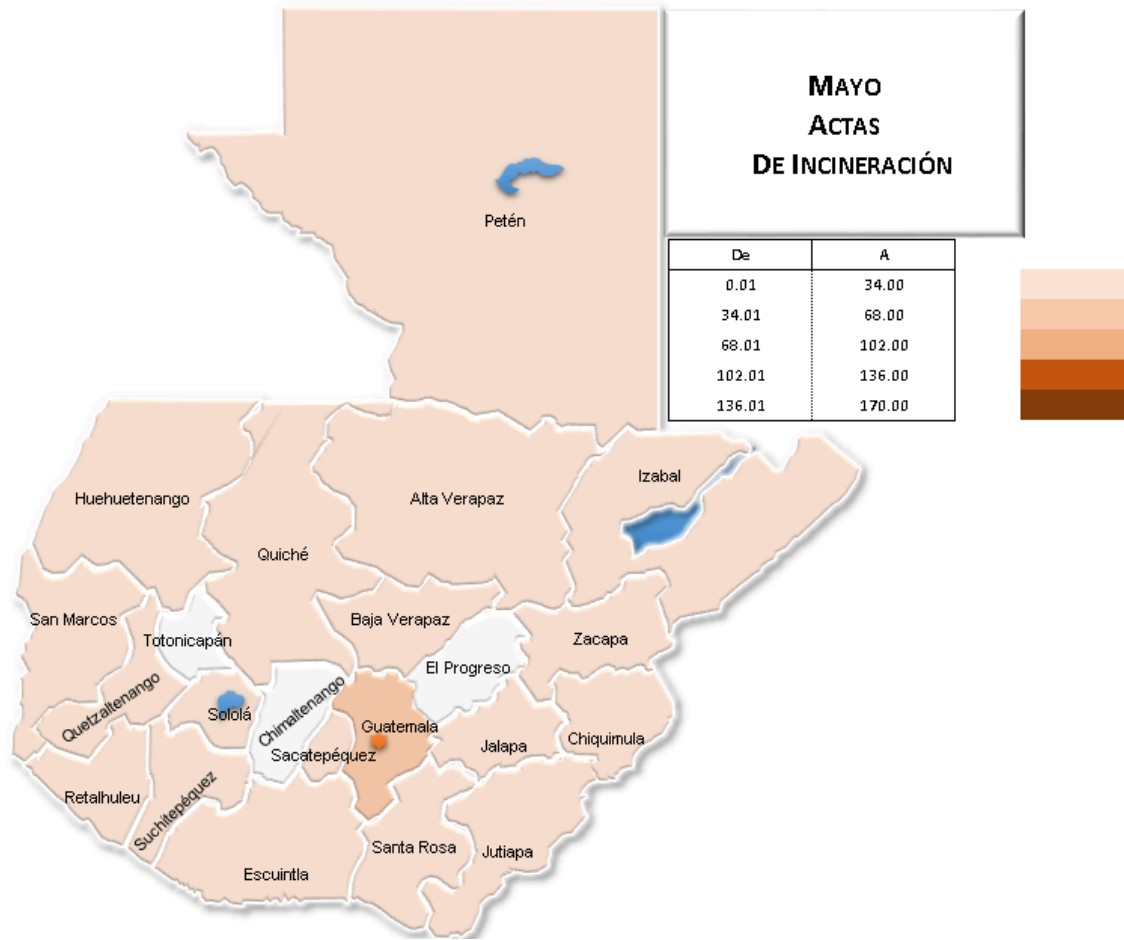 MAYO
ACTAS
DE INCINERACIÓN
Petén
De A
0.01 34.00
34.01 68.00
68.01 102.00
102.01 136.00
136.01 170.00
Huehuetenango
Quiché
Alta Verapaz
Izabal
San Marcos
Totonicapán
Baja Verapaz
El Progreso
Zacapa
Quetzaltenango
Sololá
Chimaltenango
Sacatepéquez
Guatemala
Jalapa
Chiquimula
Retalhuleu
Suchitepéquez
Escuintla
Santa Rosa
Jutiapa